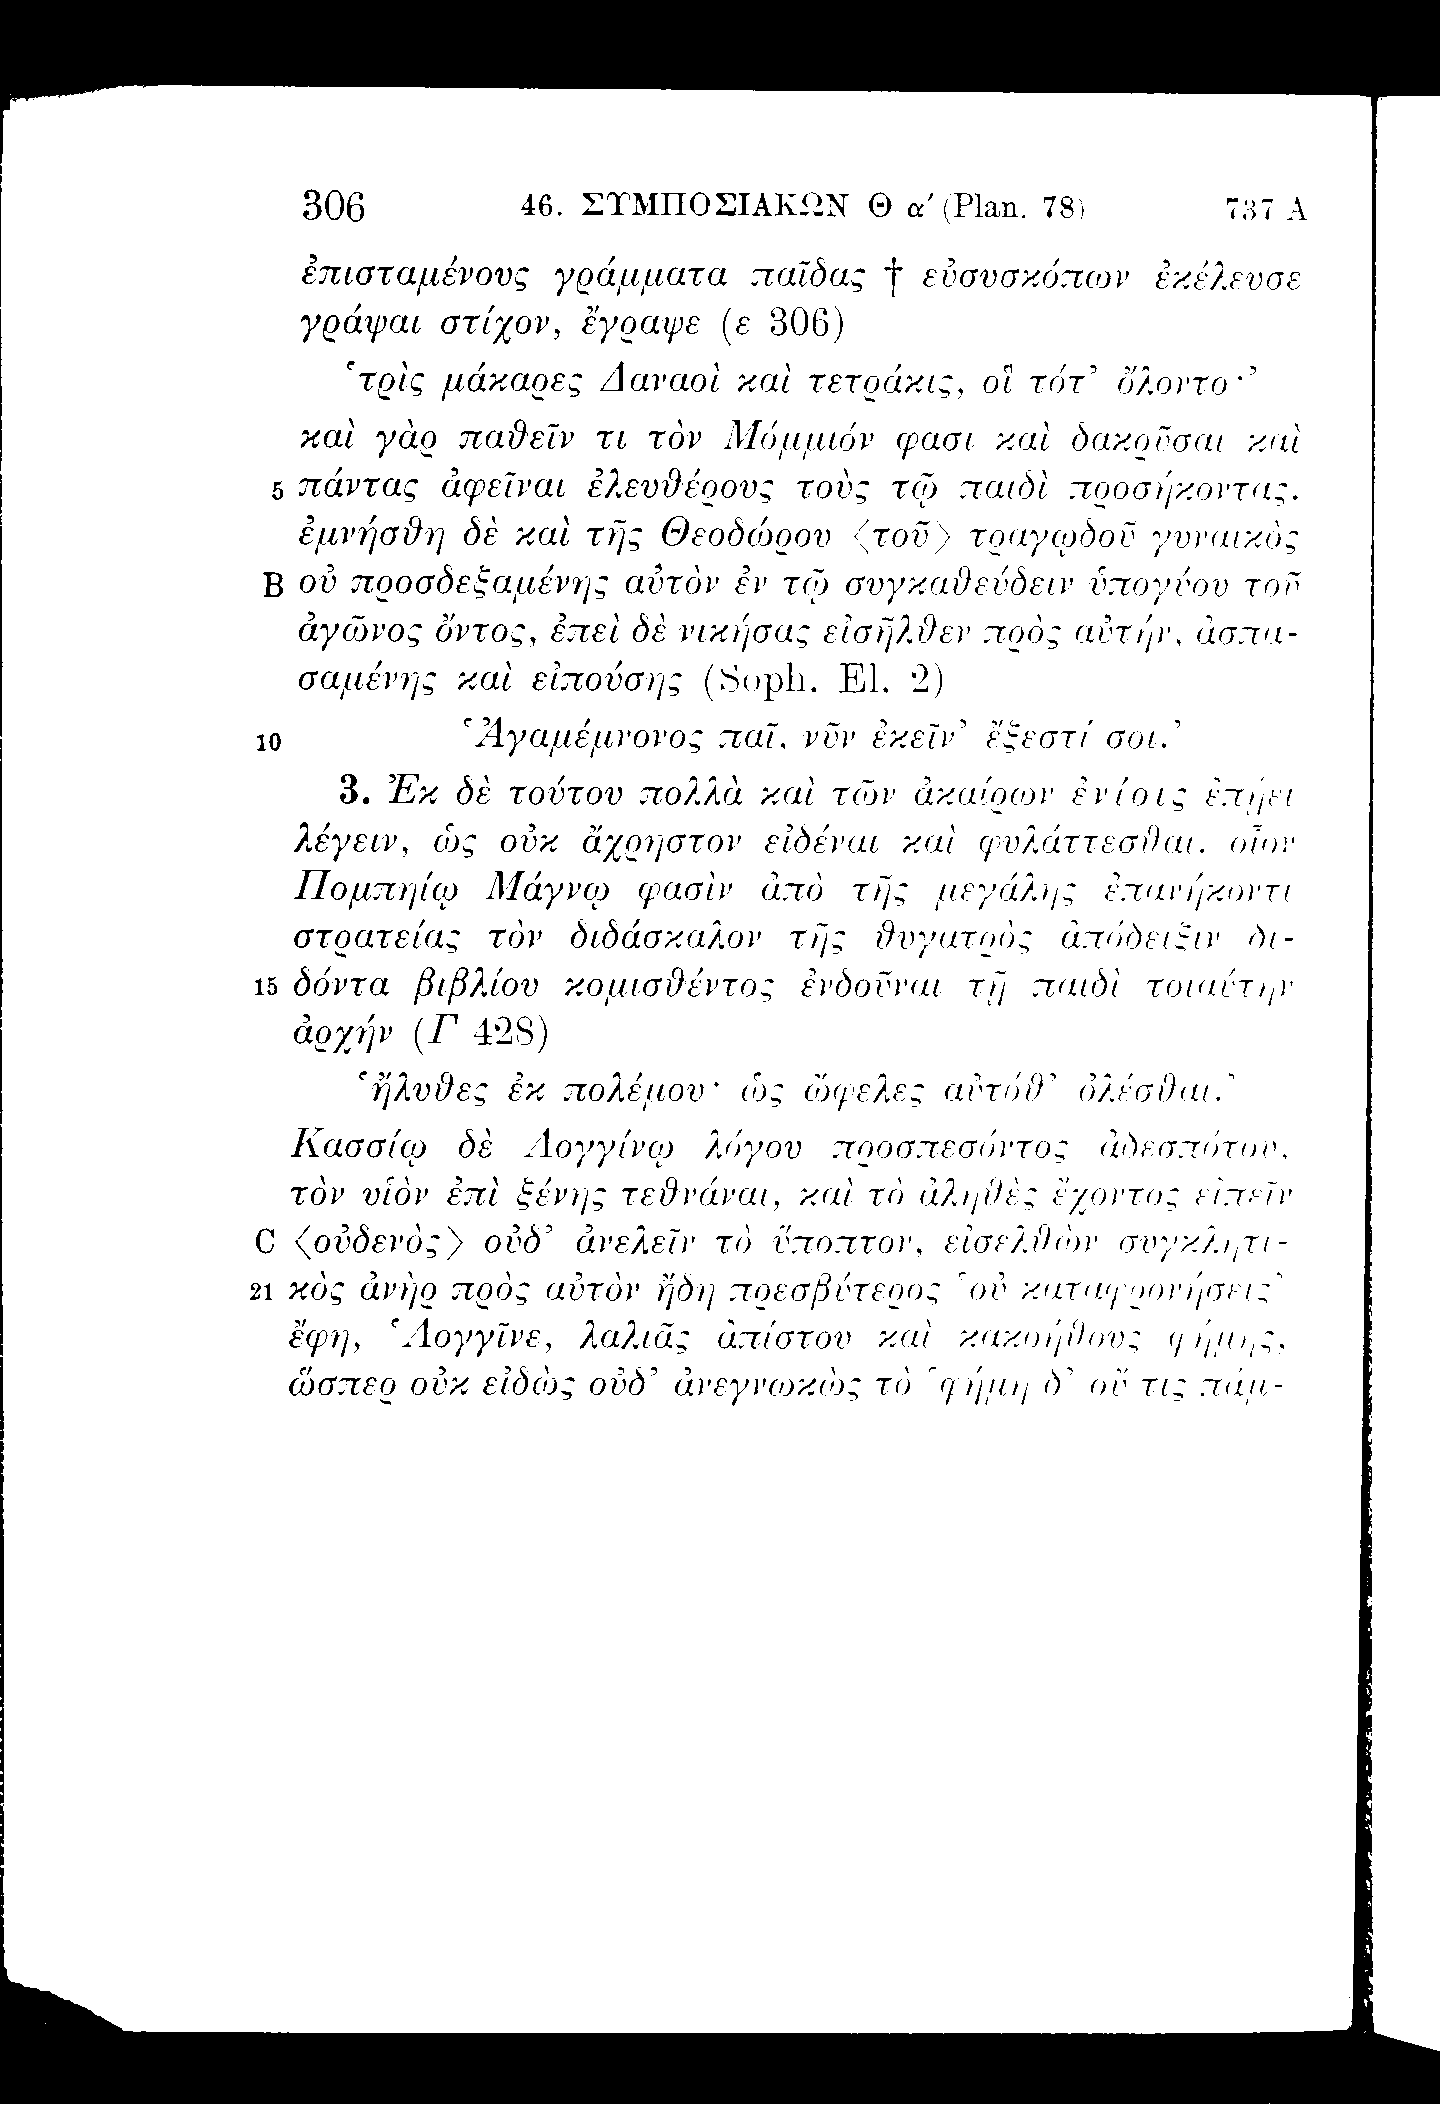 306 46. ΣΥΜΠΟΣΙΑΚΩΝ Θ α′ (Plan. 78) 737 A
ἐπισταμένους γράμματα παῖδας † εὐσυσκόπων ἐκέλευσε
γράψαι στίχον, ἔγραψε (ε 306)
‘τρὶς μάκαρες Δαναοὶ καὶ τετράκις, οἳ τότ’ ὄλοντο·’
καὶ γὰρ παθεῖν τι τὸν Μόμμιόν φασι καὶ δακρῦσαι καὶ
5 πάντας ἀφεῖναι ἐλευθέρους τοὺς τῷ παιδὶ προσήκοντας.
ἐμνήσθη δὲ καὶ τῆς Θεοδώρου ⟨τοῦ⟩ τραγῳδοῦ γυναικὸς
B οὐ προσδεξαμένης αὐτὸν ἐν τῷ συγκαθεύδειν ὑπογύου τοῦ
ἀγῶνος ὄντος, ἐπεὶ δὲ νικήσας εἰσῆλθεν πρὸς αὐτήν, ἀσπα-
σαμένης καὶ εἰπούσης (Soph. El. 2)
10 ‘Ἀγαμέμνονος παῖ, νῦν ἐκεῖν’ ἔξεστί σοι.’
3. Ἐκ δὲ τούτου πολλὰ καὶ τῶν ἀκαίρων ἐνίοις ἐπῄει
λέγειν, ὡς οὐκ ἄχρηστον εἰδέναι καὶ φυλάττεσθαι. οἷον
Πομπηίῳ Μάγνῳ φασὶν ἀπὸ τῆς μεγάλης ἐπανήκοντι
στρατείας τὸν διδάσκαλον τῆς θυγατρὸς ἀπόδειξιν δι-
15 δόντα βιβλίου κομισθέντος ἐνδοῦναι τῇ παιδὶ τοιαύτην
ἀρχήν (Γ 428)
‘ἤλυθες ἐκ πολέμου· ὡς ὤφελες αὐτόθ’ ὀλέσθαι.’
Κασσίῳ δὲ Λογγίνῳ λόγου προσπεσόντος ἀδεσπότου,
τὸν υἱὸν ἐπὶ ξένης τεθνάναι, καὶ τὸ ἀληθὲς ἔχοντος εἰπεῖν
C ⟨οὐδενὸς⟩ οὐδ’ ἀνελεῖν τὸ ὕποπτον, εἰσελθὼν συγκλητι-
21 κὸς ἀνὴρ πρὸς αὐτὸν ἤδη πρεσβύτερος ‘οὐ καταφρονήσεις’
ἔφη, ‘Λογγῖνε, λαλιᾶς ἀπίστου καὶ κακοήθους φήμης,
ὥσπερ οὐκ εἰδὼς οὐδ’ ἀνεγνωκὼς τὸ ‘φήμη δ’ οὔ τις πάμ-